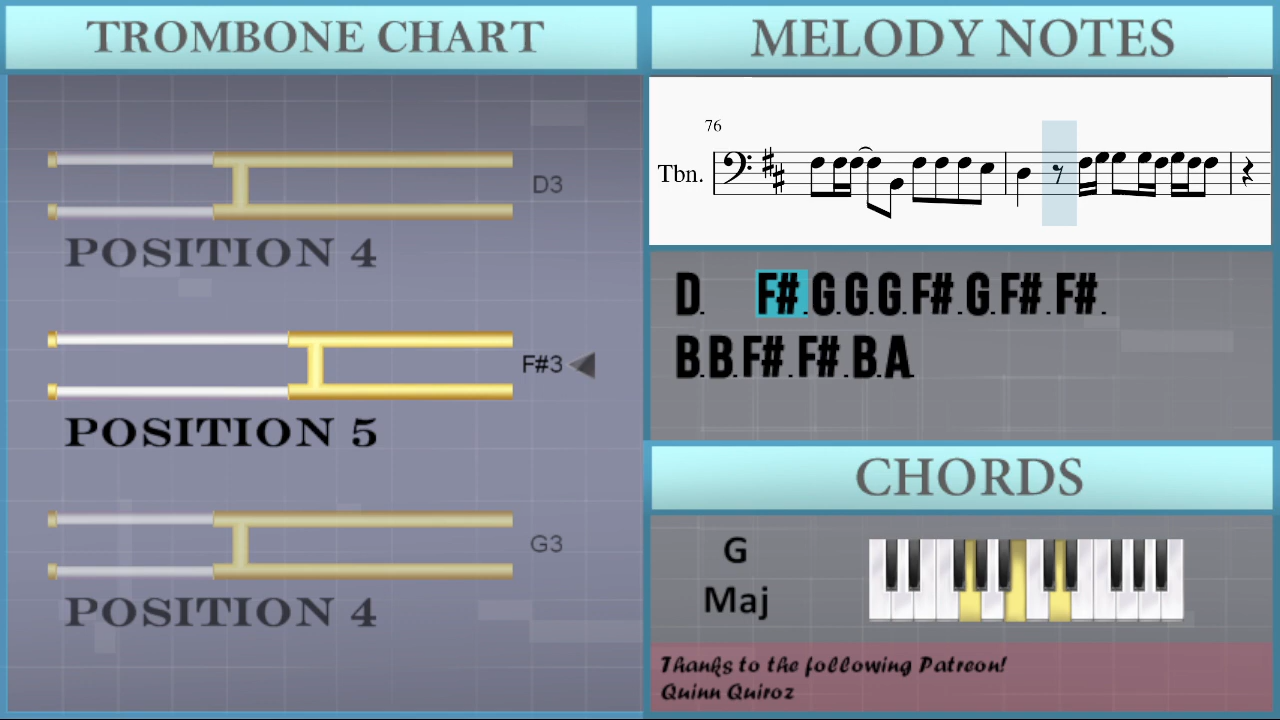 TROMBONE CHART
D3
POSITION 4
F#3
POSITION 5
G3
POSITION 4
MELODY NOTES
76
Tbn.
D. F#.G.G.G.F#.G.F#.F#.
B.B.F#.F#.B.A.
CHORDS
G
Maj
Thanks to the following Patreon!
Quinn Quiroz